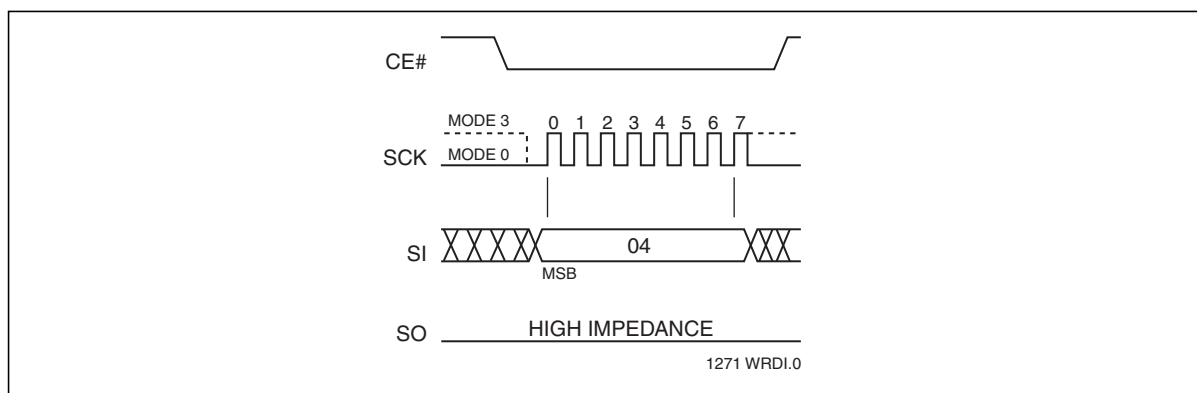 CE#
MODE 3
0 1 2 3 4 5 6 7
SCK
MODE 0
SI
04
MSB
SO
HIGH IMPEDANCE
1271 WRDI.0